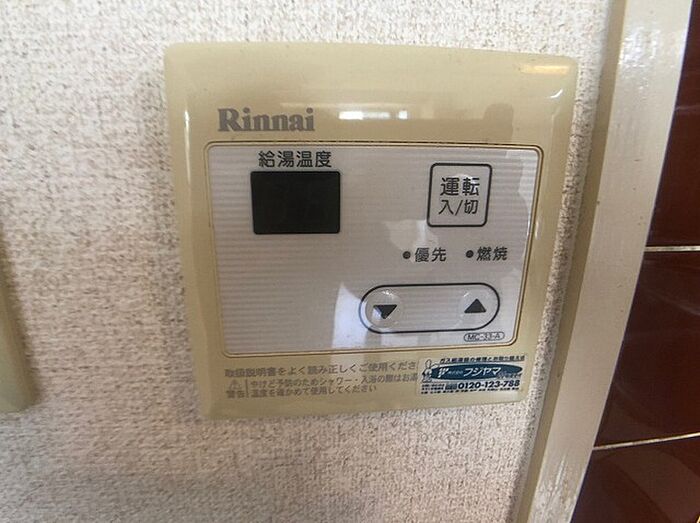 Rinnai
給湯温度
運転
入/切
優先 燃焼
MC-33-A
取扱説明書をよく読み正しくご使用くださ
警告 やけど予防のためシャワー・入浴の際はお湯
温度を確かめて使用してください
フジヤマ
0120-123-788